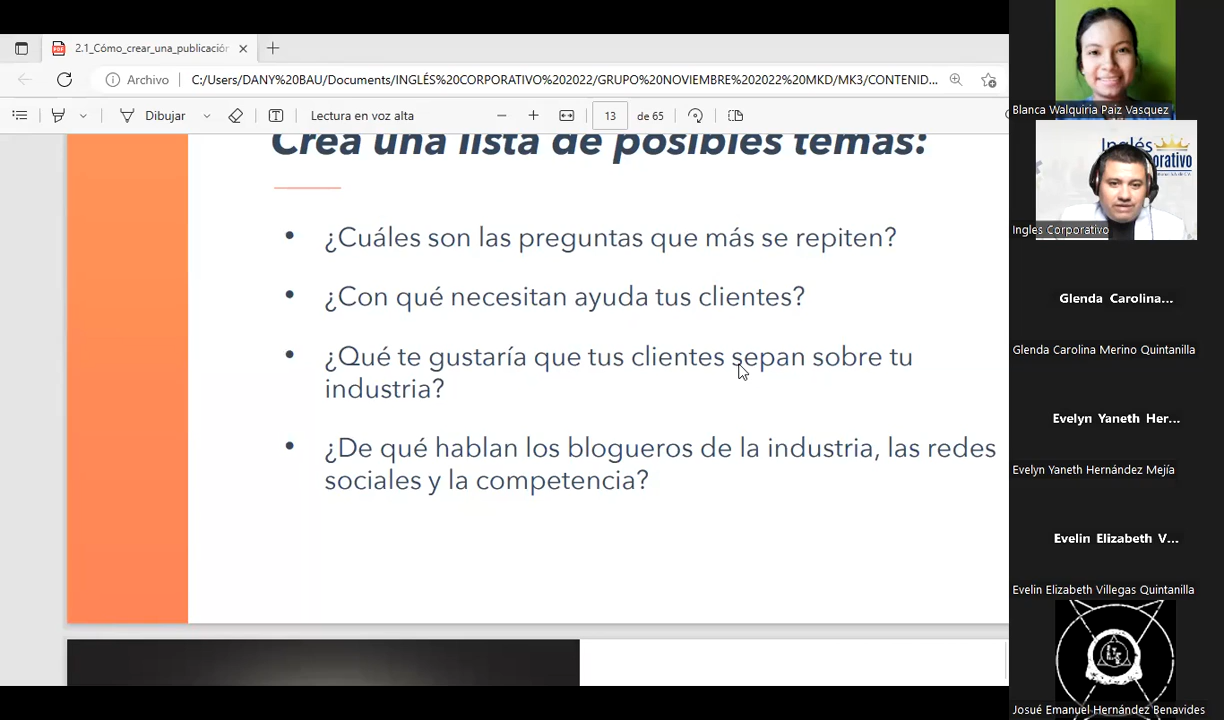 2.1_Cómo_crear_una_publicación
Archivo
C:/Users/DANY%20BAU/Documents/INGLÉS%20CORPORATIVO%202022/GRUPO%20NOVIEMBRE%202022%20MKD/MK3/CONTENID...
Dibujar
Lectura en voz alta
13
de 65
Crea una lista de posibles temas:
• ¿Cuáles son las preguntas que más se repiten?
• ¿Con qué necesitan ayuda tus clientes?
• ¿Qué te gustaría que tus clientes sepan sobre tu
industria?
• ¿De qué hablan los blogueros de la industria, las redes
sociales y la competencia?
Blanca Walquiria Paiz Vasquez
Inglés
orativo
Ingles Corporativo
Glenda Carolina...
Glenda Carolina Merino Quintanilla
Evelyn Yaneth Her...
Evelyn Yaneth Hernández Mejía
Evelin Elizabeth V...
Evelin Elizabeth Villegas Quintanilla
Josué Emanuel Hernández Benavides